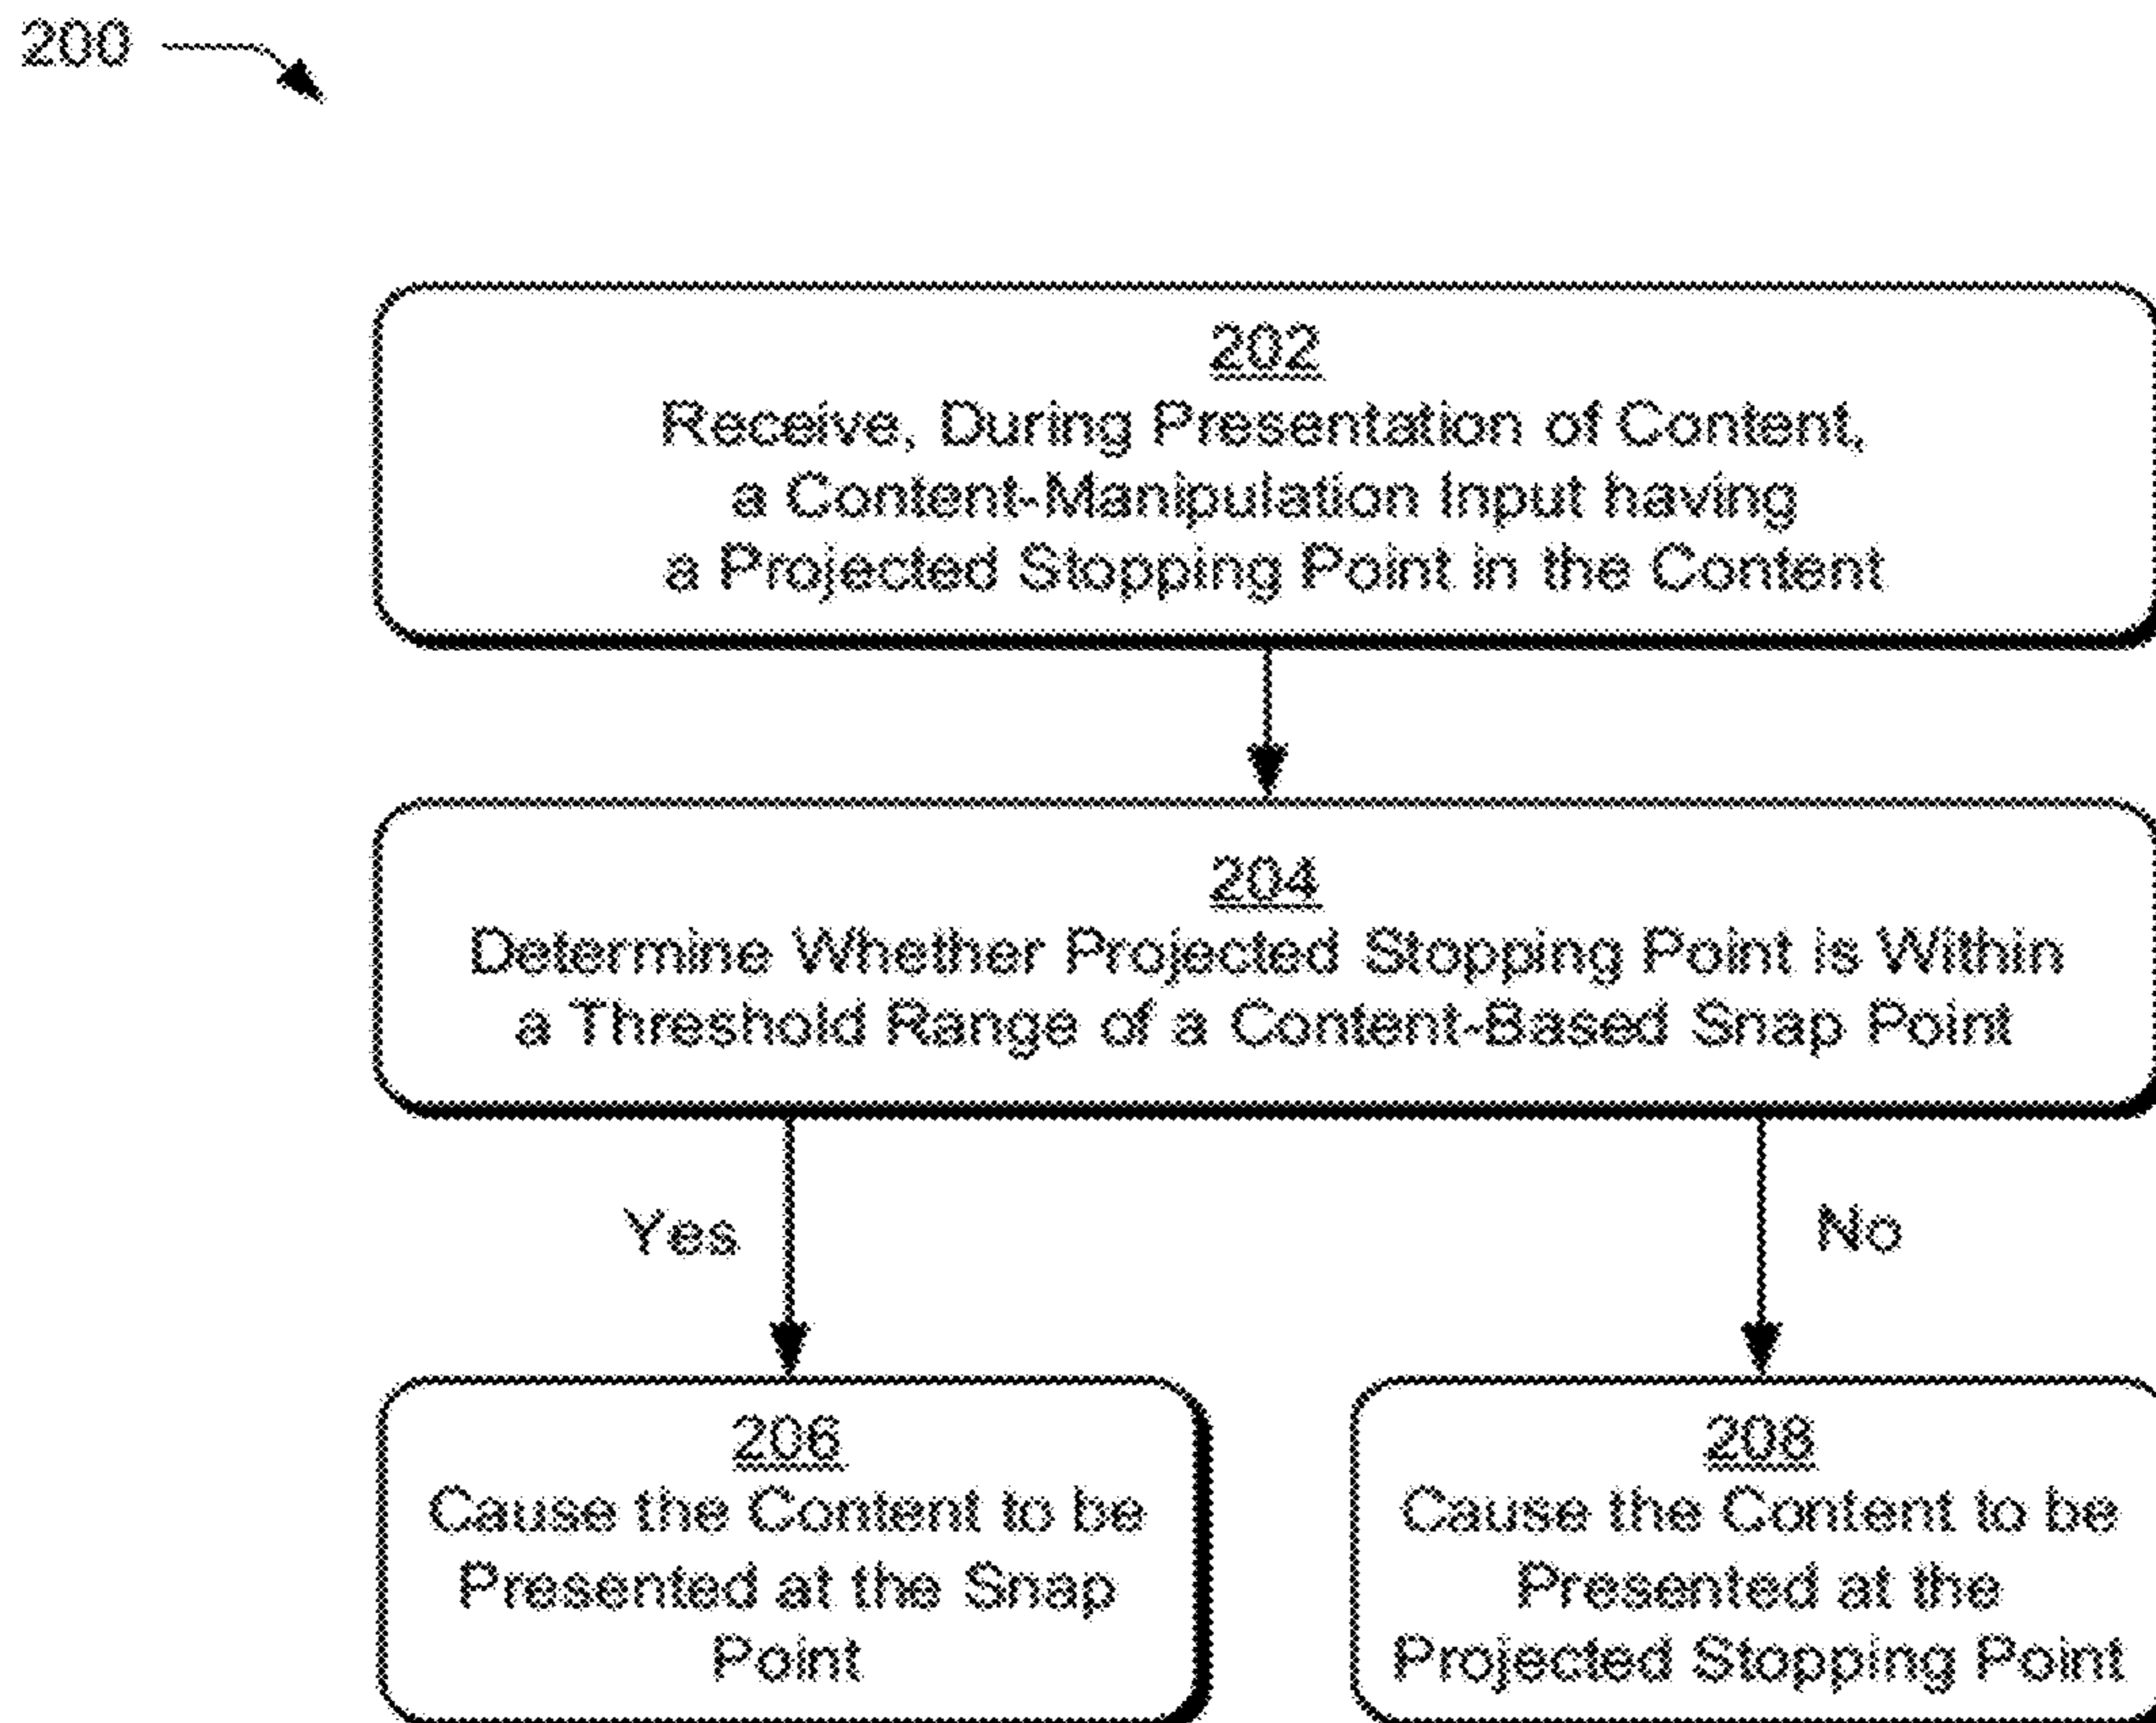 200
202
Receive, During Presentation of Content,
a Content-Manipulation Input having
a Projected Stopping Point in the Content
204
Determine Whether Projected Stopping Point is Within
a Threshold Range of a Content-Based Snap Point
Yes
No
206
Cause the Content to be
Presented at the Snap
Point
208
Cause the Content to be
Presented at the
Projected Stopping Point